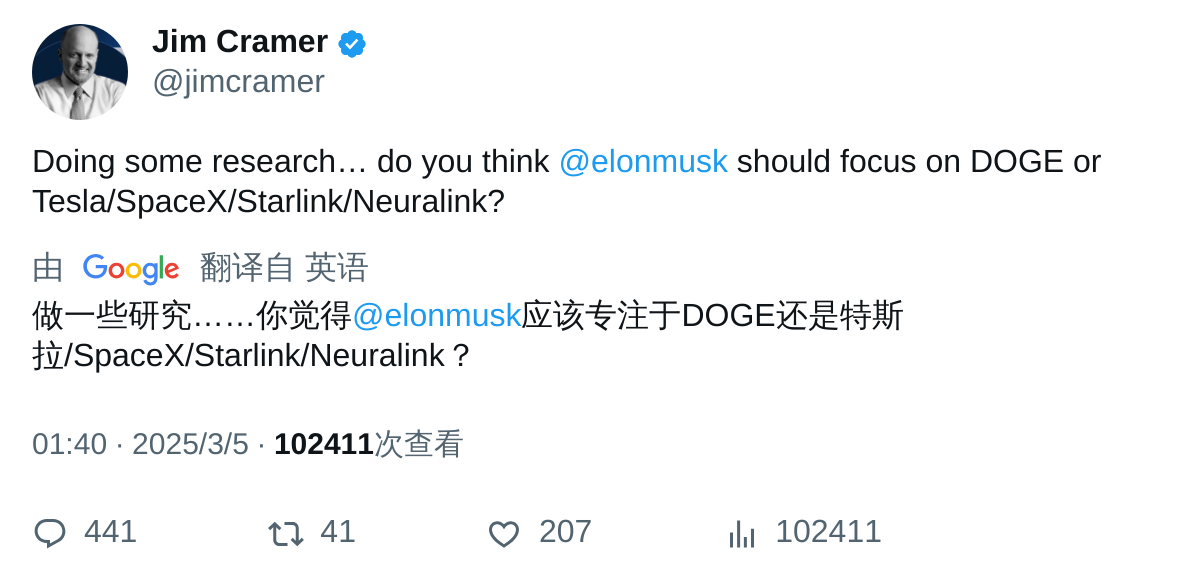 Jim Cramer
@jimcramer
Doing some research… do you think @elonmusk should focus on DOGE or
Tesla/SpaceX/Starlink/Neuralink?
由 Google 翻译自 英语
做一些研究……你觉得@elonmusk应该专注于DOGE还是特斯
拉/SpaceX/Starlink/Neuralink？
01:40 · 2025/3/5 · 102411次查看
441 41 207 102411